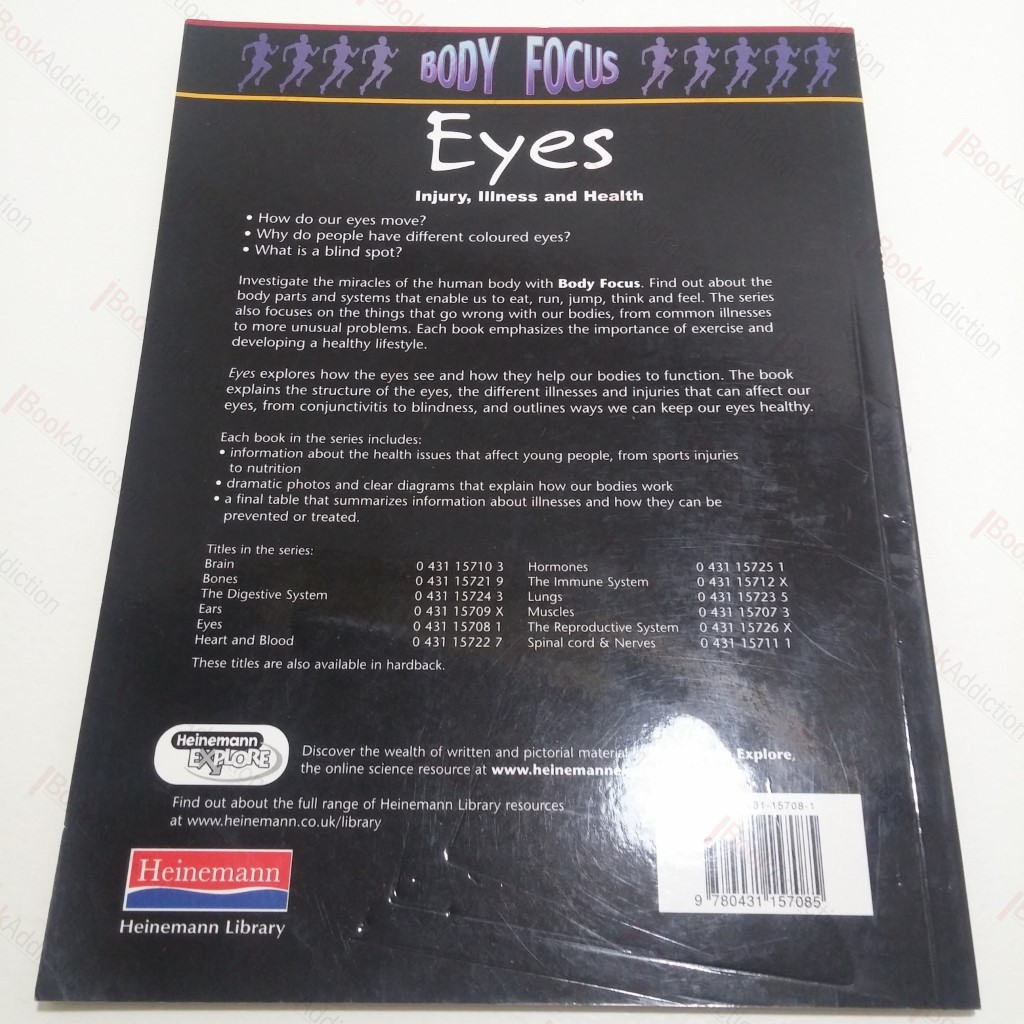 BODY FOCUS
Eyes
Injury, Illness and Health
• How do our eyes move?
• Why do people have different coloured eyes?
• What is a blind spot?
Investigate the miracles of the human body with Body Focus. Find out about the
body parts and systems that enable us to eat, run, jump, think and feel. The series
also focuses on the things that go wrong with our bodies, from common illnesses
to more unusual problems. Each book emphasizes the importance of exercise and
developing a healthy lifestyle.
Eyes explores how the eyes see and how they help our bodies to function. The book
explains the structure of the eyes, the different illnesses and injuries that can affect our
eyes, from conjunctivitis to blindness, and outlines ways we can keep our eyes healthy.
Each book in the series includes:
• information about the health issues that affect young people, from sports injuries
to nutrition
• dramatic photos and clear diagrams that explain how our bodies work
• a final table that summarizes information about illnesses and how they can be
prevented or treated.
Titles in the series:
Brain 0 431 15710 3 Hormones 0 431 15725 1
Bones 0 431 15721 9 The Immune System 0 431 15712 X
The Digestive System 0 431 15724 3 Lungs 0 431 15723 5
Ears 0 431 15709 X Muscles 0 431 15707 3
Eyes 0 431 15708 1 The Reproductive System 0 431 15726 X
Heart and Blood 0 431 15722 7 Spinal cord & Nerves 0 431 15711 1
These titles are also available in hardback.
Heinemann
EXPLORE
Discover the wealth of written and pictorial material Explore,
the online science resource at www.heinemanne
Find out about the full range of Heinemann Library resources
at www.heinemann.co.uk/library
31-15708-1
9 780431 157085
Heinemann
Heinemann Library
BookAddiction